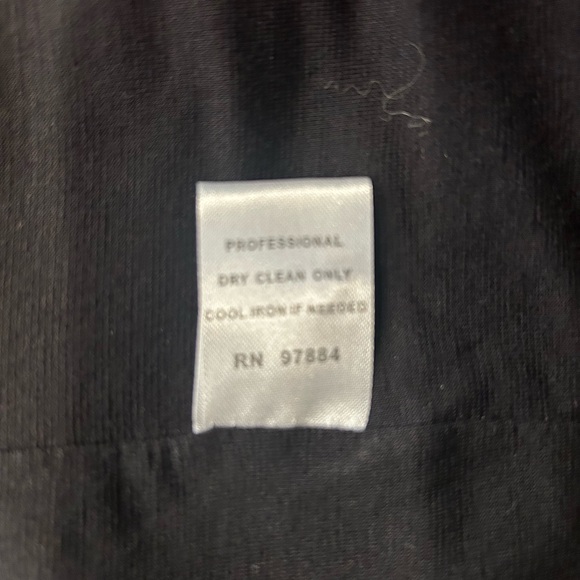 PROFESSIONAL
DRY CLEAN ONLY
COOL IRON IF NEEDED
RN 97884